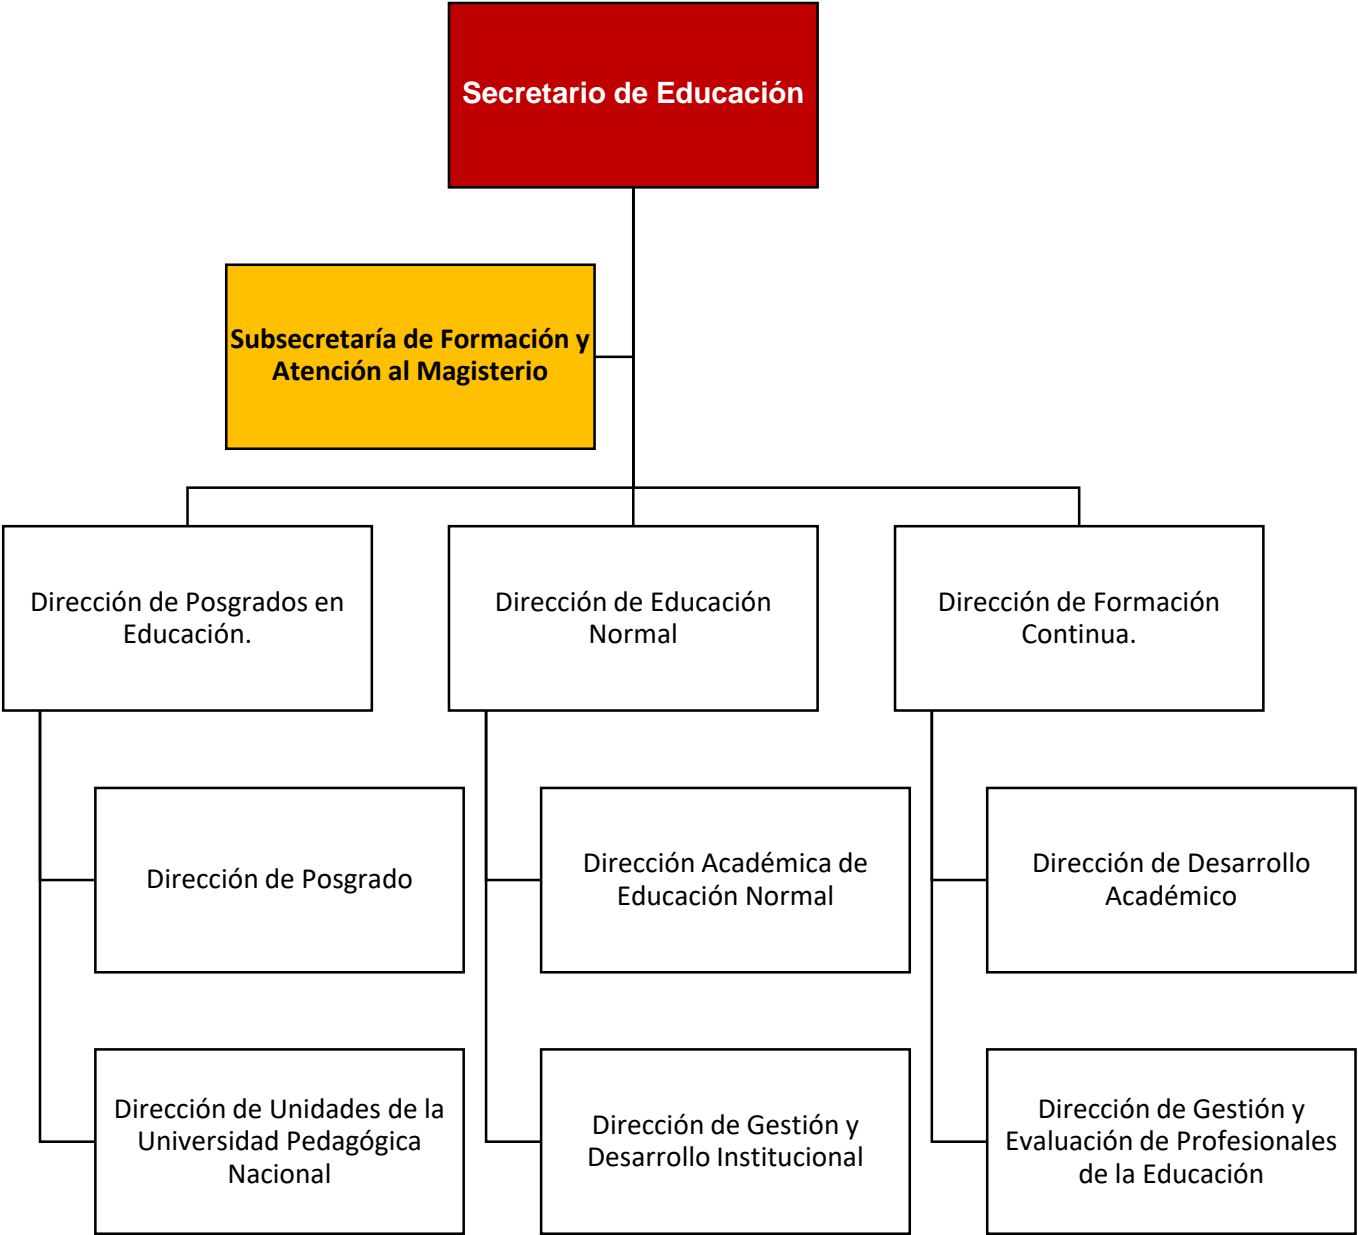 Secretario de Educación
Subsecretaría de Formación y
Atención al Magisterio
Dirección de Posgrados en
Educación.
Dirección de Educación
Normal
Dirección de Formación
Continua.
Dirección de Posgrado
Dirección Académica de
Educación Normal
Dirección de Desarrollo
Académico
Dirección de Unidades de la
Universidad Pedagógica
Nacional
Dirección de Gestión y
Desarrollo Institucional
Dirección de Gestión y
Evaluación de Profesionales
de la Educación